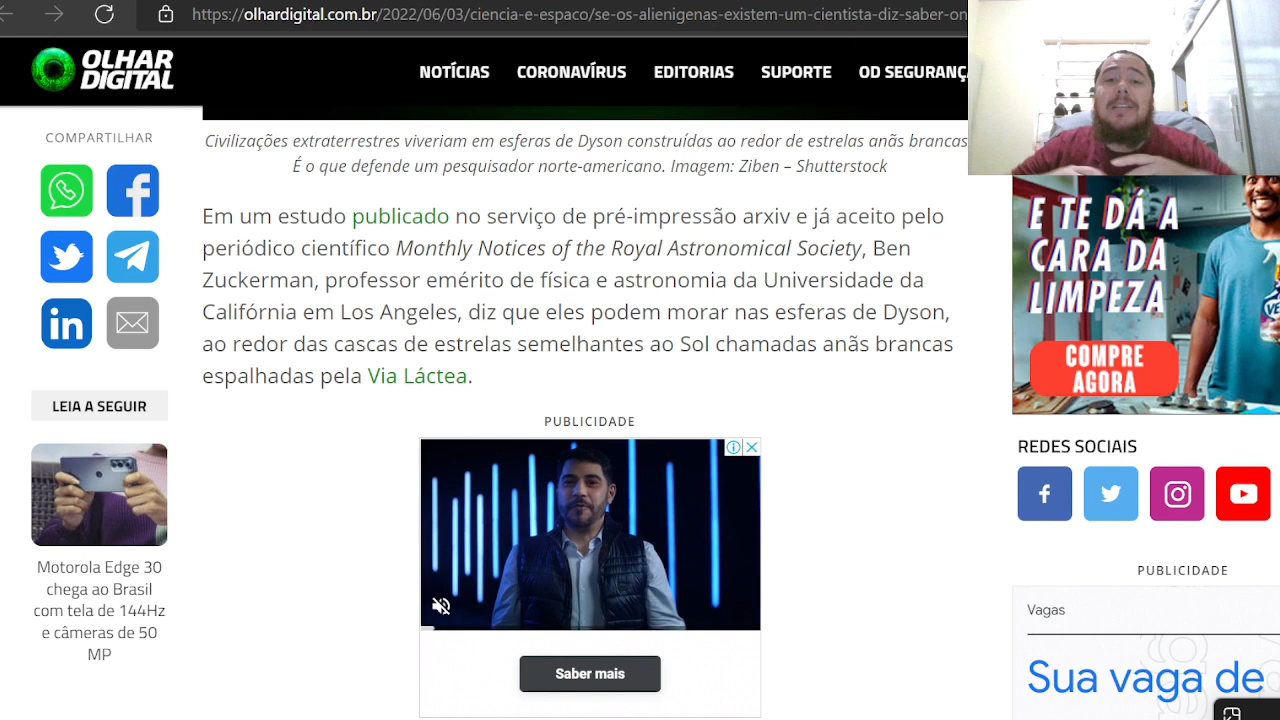 https://olhardigital.com.br/2022/06/03/ciencia-e-espaco/se-os-alienigenas-existem-um-cientista-diz-saber-on
OLHAR
DIGITAL
NOTÍCIAS CORONAVÍRUS EDITORIAS SUPORTE OD SEGURANÇA
COMPARTILHAR
Civilizações extraterrestres viveriam em esferas de Dyson construídas ao redor de estrelas anãs brancas
É o que defende um pesquisador norte-americano. Imagem: Ziben – Shutterstock
Em um estudo publicado no serviço de pré-impressão arxiv e já aceito pelo
periódico científico Monthly Notices of the Royal Astronomical Society, Ben
Zuckerman, professor emérito de física e astronomia da Universidade da
Califórnia em Los Angeles, diz que eles podem morar nas esferas de Dyson,
ao redor das cascas de estrelas semelhantes ao Sol chamadas anãs brancas
espalhadas pela Via Láctea.
LEIA A SEGUIR
Motorola Edge 30
chega ao Brasil
com tela de 144Hz
e câmeras de 50
MP
PUBLICIDADE
Saber mais
E TE DÁ A
CARA DA
LIMPEZA
COMPRE
AGORA
REDES SOCIAIS
PUBLICIDADE
Vagas
Sua vaga de